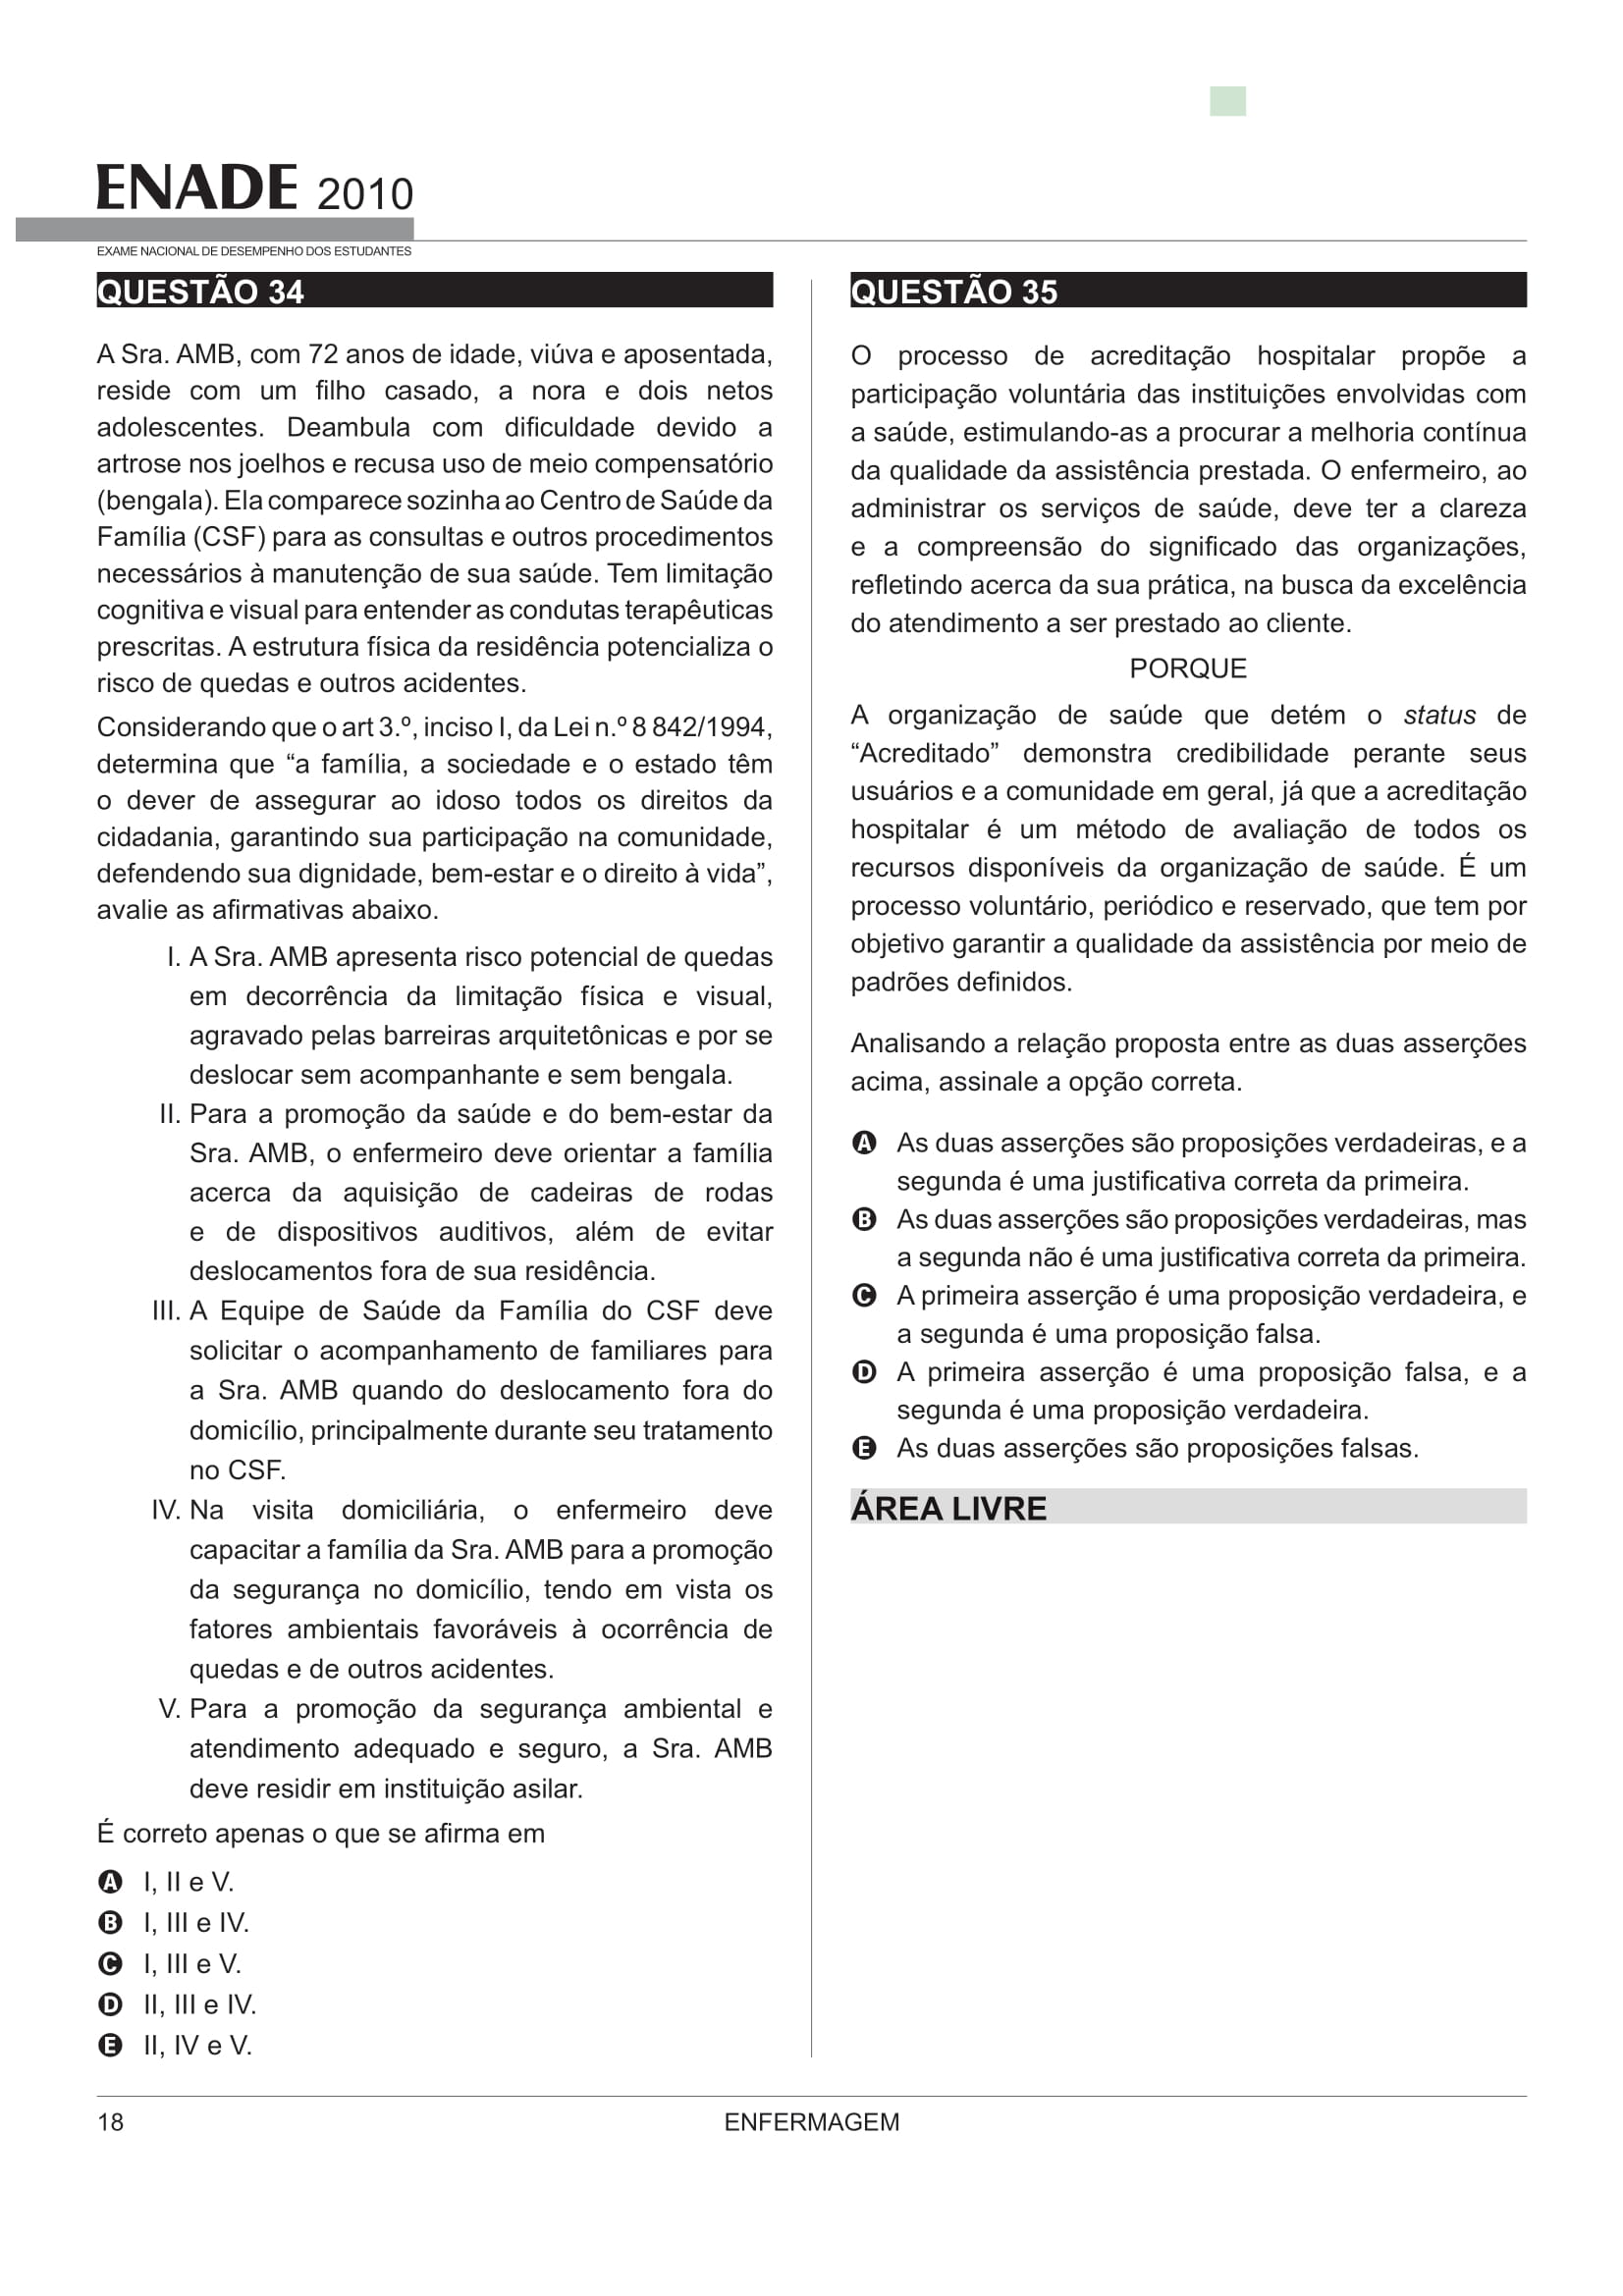 ENADE 2010
EXAME NACIONAL DE DESEMPENHO DOS ESTUDANTES
QUESTÃO 34
A Sra. AMB, com 72 anos de idade, viúva e aposentada,
reside com um filho casado, a nora e dois netos
adolescentes. Deambula com dificuldade devido a
artrose nos joelhos e recusa uso de meio compensatório
(bengala). Ela comparece sozinha ao Centro de Saúde da
Família (CSF) para as consultas e outros procedimentos
necessários à manutenção de sua saúde. Tem limitação
cognitiva e visual para entender as condutas terapêuticas
prescritas. A estrutura física da residência potencializa o
risco de quedas e outros acidentes.
Considerando que o art 3.º, inciso I, da Lei n.º 8 842/1994,
determina que “a família, a sociedade e o estado têm
o dever de assegurar ao idoso todos os direitos da
cidadania, garantindo sua participação na comunidade,
defendendo sua dignidade, bem-estar e o direito à vida”,
avalie as afirmativas abaixo.
I. A Sra. AMB apresenta risco potencial de quedas
em decorrência da limitação física e visual,
agravado pelas barreiras arquitetônicas e por se
deslocar sem acompanhante e sem bengala.
II. Para a promoção da saúde e do bem-estar da
Sra. AMB, o enfermeiro deve orientar a família
acerca da aquisição de cadeiras de rodas
e de dispositivos auditivos, além de evitar
deslocamentos fora de sua residência.
III. A Equipe de Saúde da Família do CSF deve
solicitar o acompanhamento de familiares para
a Sra. AMB quando do deslocamento fora do
domicílio, principalmente durante seu tratamento
no CSF.
IV. Na visita domiciliária, o enfermeiro deve
capacitar a família da Sra. AMB para a promoção
da segurança no domicílio, tendo em vista os
fatores ambientais favoráveis à ocorrência de
quedas e de outros acidentes.
V. Para a promoção da segurança ambiental e
atendimento adequado e seguro, a Sra. AMB
deve residir em instituição asilar.
É correto apenas o que se afirma em
A I, II e V.
B I, III e IV.
C I, III e V.
D II, III e IV.
E II, IV e V.
QUESTÃO 35
O processo de acreditação hospitalar propõe a
participação voluntária das instituições envolvidas com
a saúde, estimulando-as a procurar a melhoria contínua
da qualidade da assistência prestada. O enfermeiro, ao
administrar os serviços de saúde, deve ter a clareza
e a compreensão do significado das organizações,
refletindo acerca da sua prática, na busca da excelência
do atendimento a ser prestado ao cliente.
PORQUE
A organização de saúde que detém o status de
“Acreditado” demonstra credibilidade perante seus
usuários e a comunidade em geral, já que a acreditação
hospitalar é um método de avaliação de todos os
recursos disponíveis da organização de saúde. É um
processo voluntário, periódico e reservado, que tem por
objetivo garantir a qualidade da assistência por meio de
padrões definidos.
Analisando a relação proposta entre as duas asserções
acima, assinale a opção correta.
A As duas asserções são proposições verdadeiras, e a
segunda é uma justificativa correta da primeira.
B As duas asserções são proposições verdadeiras, mas
a segunda não é uma justificativa correta da primeira.
C A primeira asserção é uma proposição verdadeira, e
a segunda é uma proposição falsa.
D A primeira asserção é uma proposição falsa, e a
segunda é uma proposição verdadeira.
E As duas asserções são proposições falsas.
ÁREA LIVRE
18
ENFERMAGEM